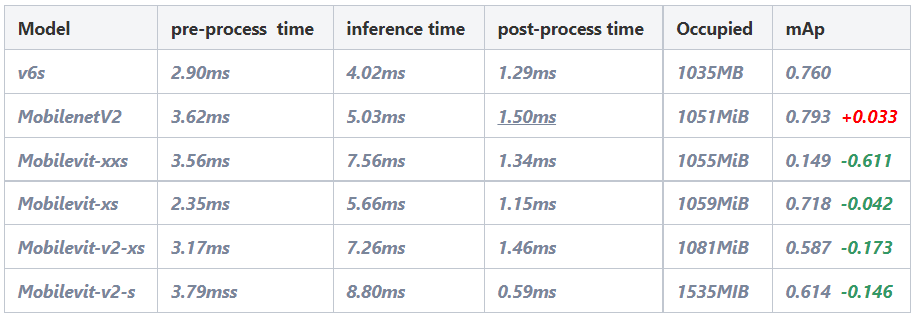 Model pre-process time inference time post-process time Occupied mAp
v6s 2.90ms 4.02ms 1.29ms 1035MB 0.760
MobilenetV2 3.62ms 5.03ms 1.50ms 1051MiB 0.793 +0.033
Mobilevit-xxs 3.56ms 7.56ms 1.34ms 1055MiB 0.149 -0.611
Mobilevit-xs 2.35ms 5.66ms 1.15ms 1059MiB 0.718 -0.042
Mobilevit-v2-xs 3.17ms 7.26ms 1.46ms 1081MiB 0.587 -0.173
Mobilevit-v2-s 3.79mss 8.80ms 0.59ms 1535MIB 0.614 -0.146